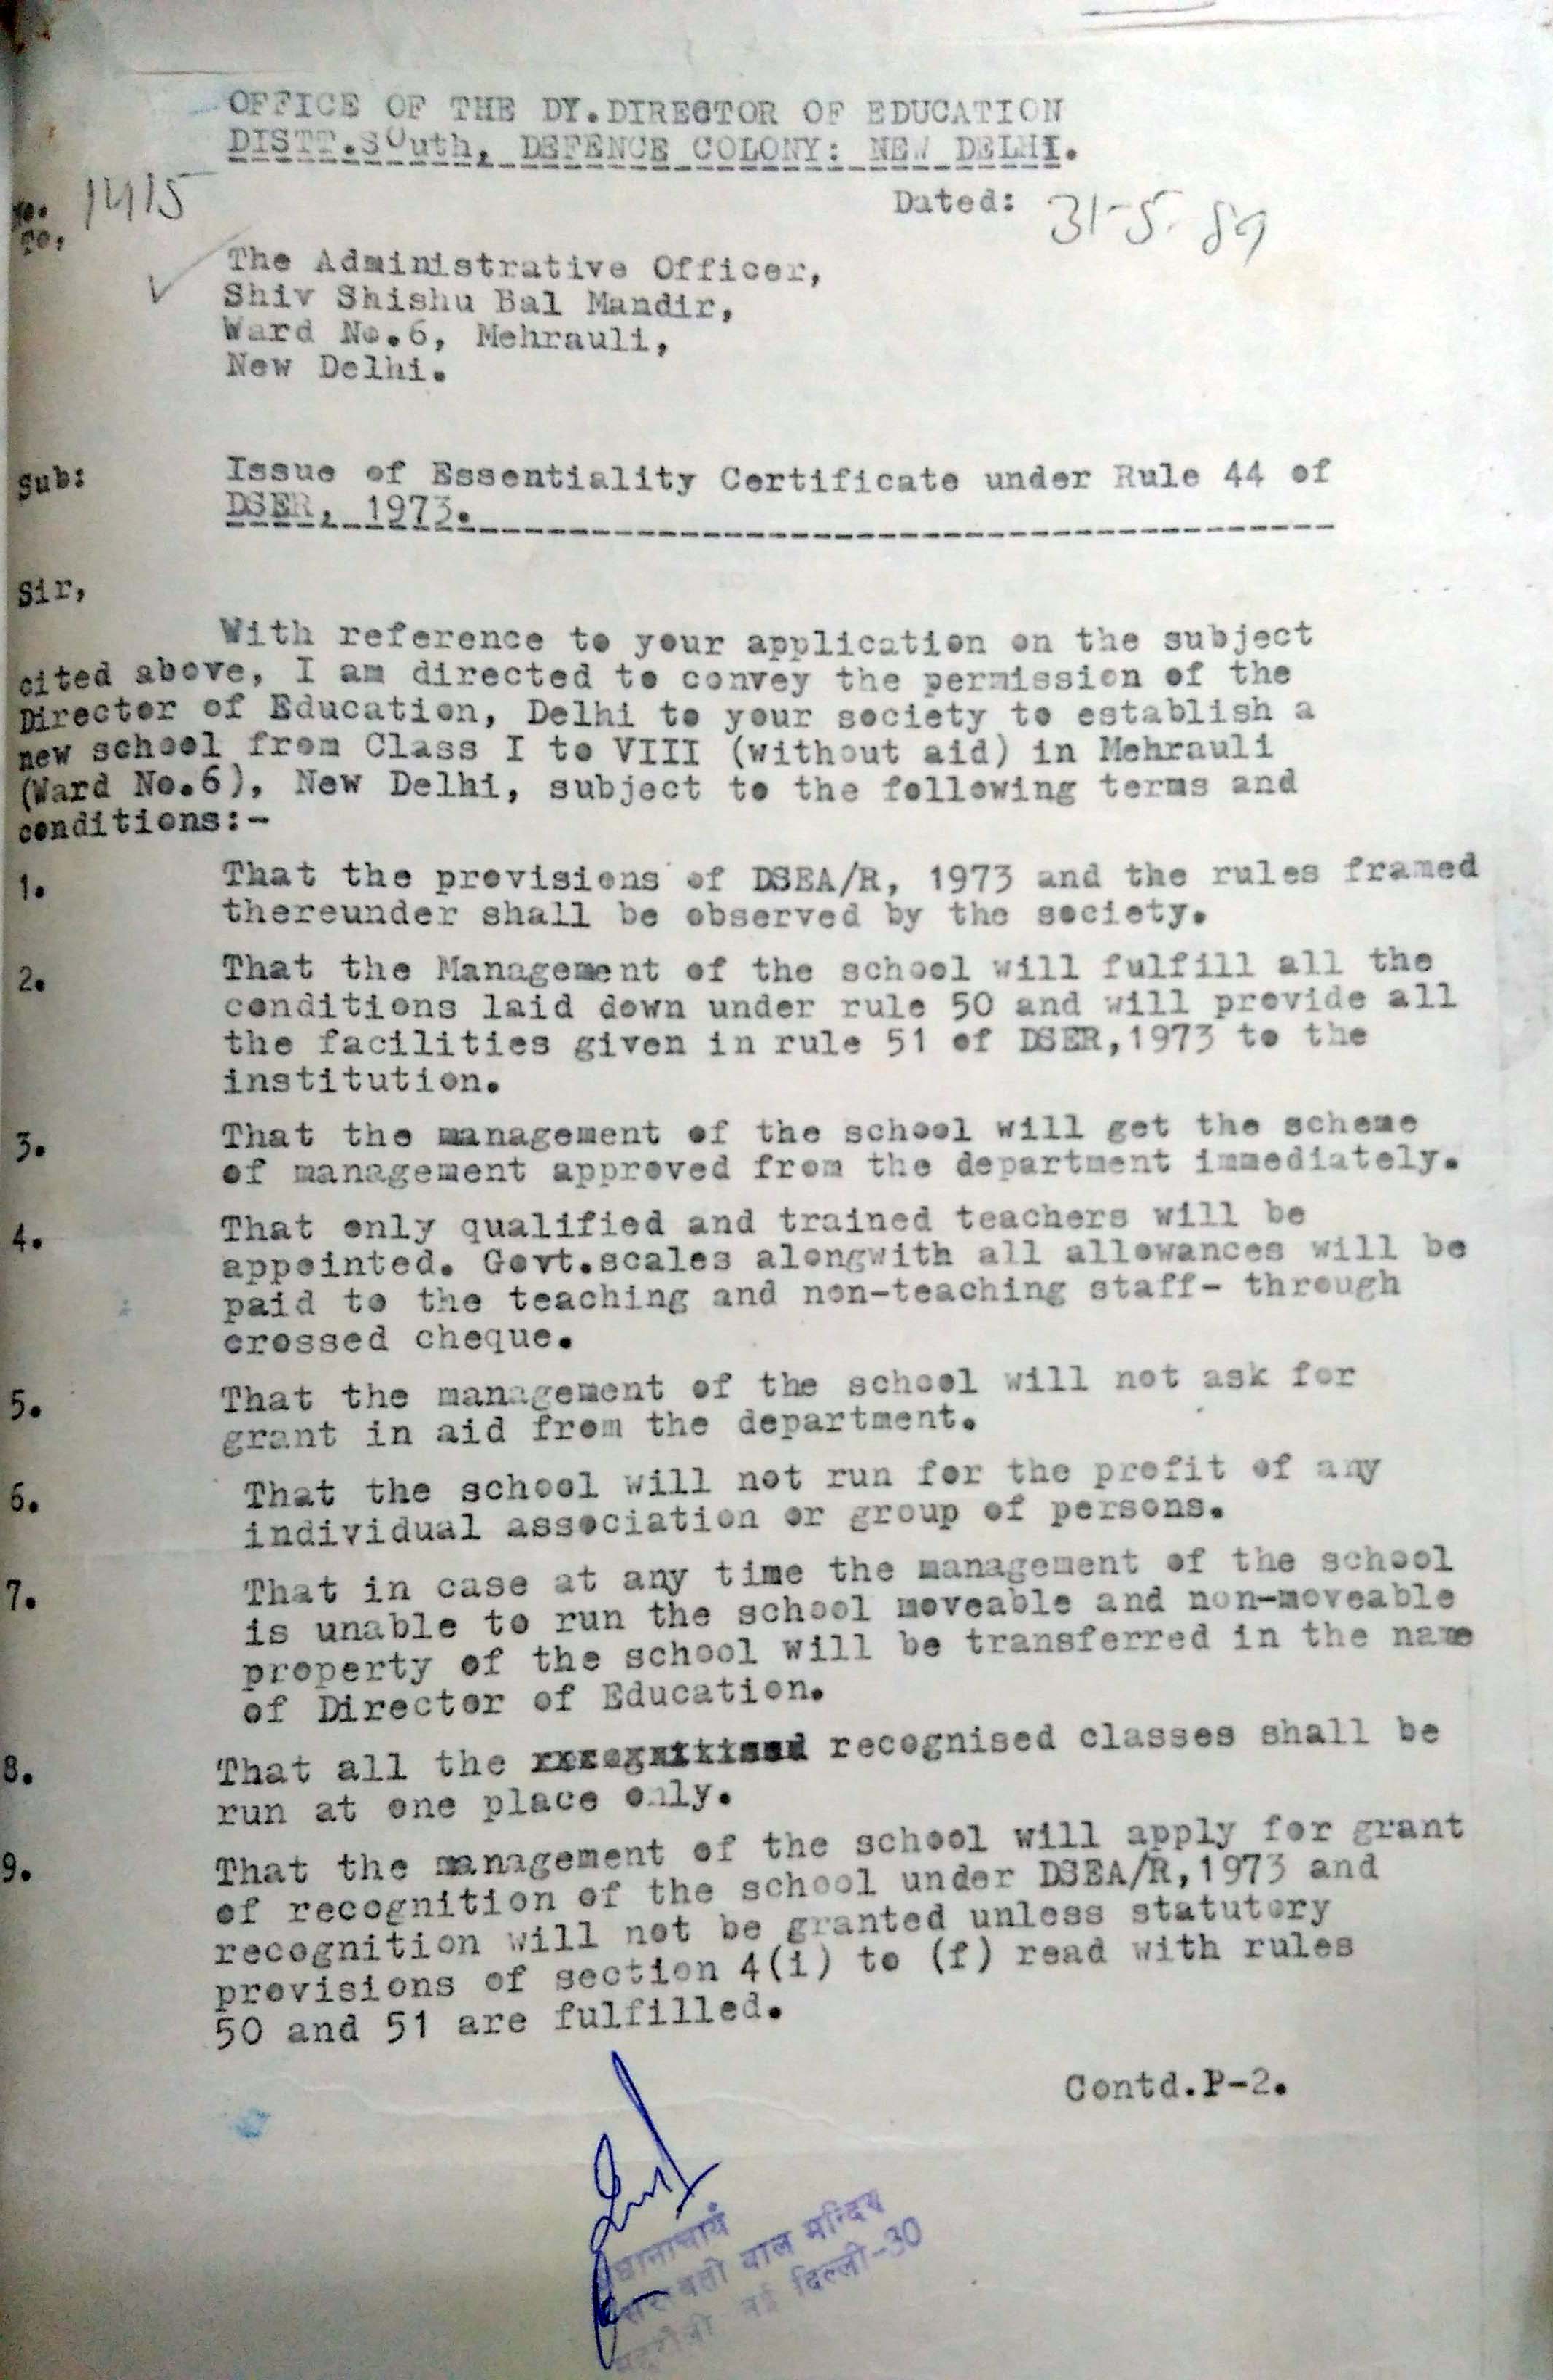 OFFICE OF THE DY.DIRECTOR OF EDUCATION
DISTT.SOuth, DEFENCE COLONY: NEW DELHI.
No. 1415
Dated: 31-5-89
To,
The Administrative Officer,
Shiv Shishu Bal Mandir,
Ward No.6, Mehrauli,
New Delhi.
Sub: Issue of Essentiality Certificate under Rule 44 of
DSER, 1973.
Sir,
With reference to your application on the subject
cited above, I am directed to convey the permission of the
Director of Education, Delhi to your society to establish a
new school from Class I to VIII (without aid) in Mehrauli
(Ward No.6), New Delhi, subject to the following terms and
conditions:-
1. That the provisions of DSEA/R, 1973 and the rules framed
thereunder shall be observed by the society.
2. That the Management of the school will fulfill all the
conditions laid down under rule 50 and will provide all
the facilities given in rule 51 of DSER,1973 to the
institution.
3. That the management of the school will get the scheme
of management approved from the department immediately.
4. That only qualified and trained teachers will be
appointed. Govt.scales alongwith all allowances will be
paid to the teaching and non-teaching staff- through
crossed cheque.
5. That the management of the school will not ask for
grant in aid from the department.
6. That the school will not run for the profit of any
individual association or group of persons.
7. That in case at any time the management of the school
is unable to run the school moveable and non-moveable
property of the school will be transferred in the name
of Director of Education.
8. That all the recognised classes shall be
run at one place only.
9. That the management of the school will apply for grant
of recognition of the school under DSEA/R,1973 and
recognition will not be granted unless statutory
provisions of section 4(i) to (f) read with rules
50 and 51 are fulfilled.
Contd.P-2.
प्रधानाचार्य
सरस्वती बाल मन्दिर
महरौली नई दिल्ली-30